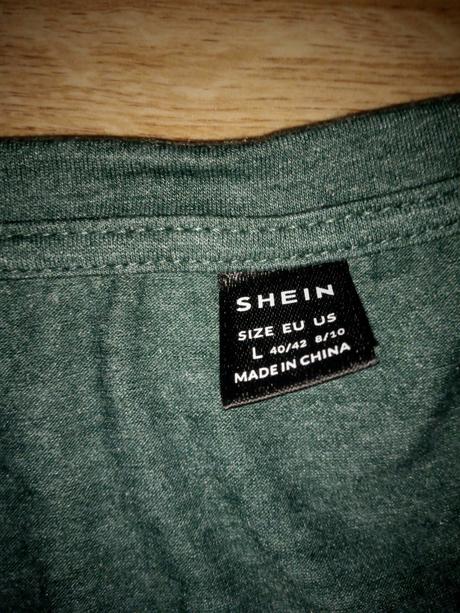 SHEIN
SIZE EU US
L 40/42 8/10
MADE IN CHINA